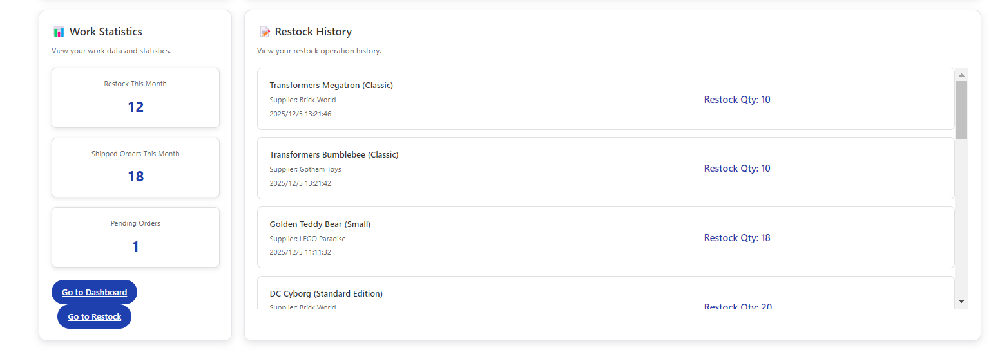 Work Statistics
View your work data and statistics.
Restock This Month
12
Shipped Orders This Month
18
Pending Orders
1
Go to Dashboard
Go to Restock
Restock History
View your restock operation history.
Transformers Megatron (Classic)
Supplier: Brick World
2025/12/5 13:21:46
Restock Qty: 10
Transformers Bumblebee (Classic)
Supplier: Gotham Toys
2025/12/5 13:21:42
Restock Qty: 10
Golden Teddy Bear (Small)
Supplier: LEGO Paradise
2025/12/5 11:11:32
Restock Qty: 18
DC Cyborg (Standard Edition)
Supplier: Brick World
Restock Qty: 20